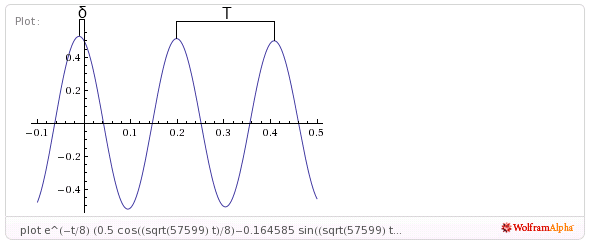 δ T
Plot:
0.4
0.2
−0.1 0.1 0.2 0.3 0.4 0.5
−0.2
−0.4
plot e^(−t/8) (0.5 cos((sqrt(57599) t)/8)−0.164585 sin((sqrt(57599) t... WolframAlpha